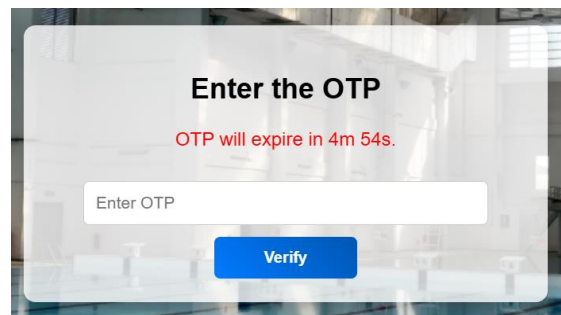 Enter the OTP
OTP will expire in 4m 54s.
Enter OTP
Verify